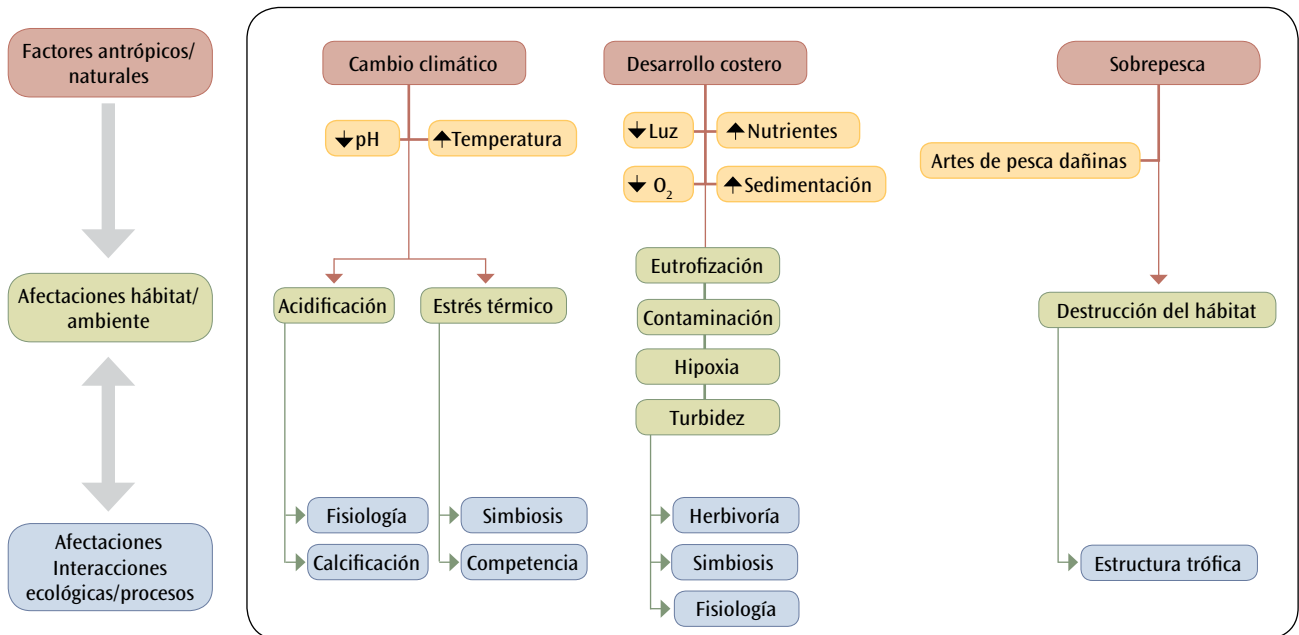 Factores antrópicos/
naturales
Afectaciones hábitat/
ambiente
Afectaciones
Interacciones
ecológicas/procesos
Cambio climático
pH
Temperatura
Acidificación
Estrés térmico
Fisiología
Calcificación
Simbiosis
Competencia
Desarrollo costero
Luz
Nutrientes
O2
Sedimentación
Eutrofización
Contaminación
Hipoxia
Turbidez
Herbivoría
Simbiosis
Fisiología
Sobrepesca
Artes de pesca dañinas
Destrucción del hábitat
Estructura trófica